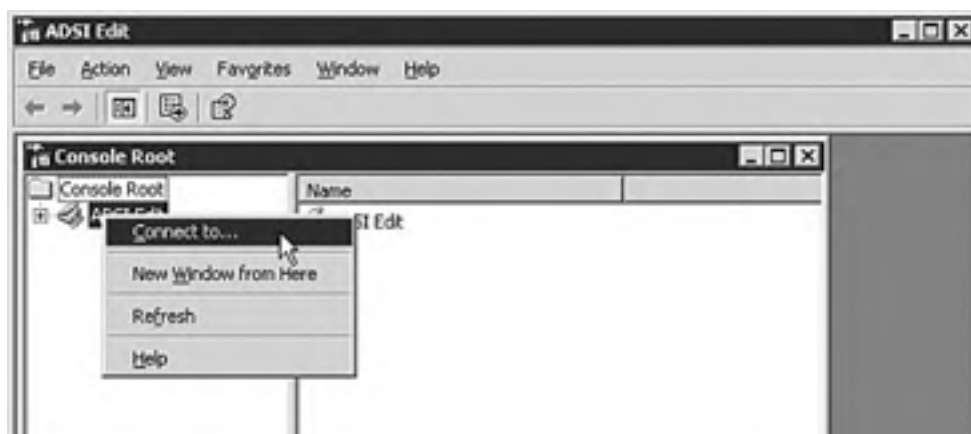 ADSI Edit
File Action View Favorites Window Help
Console Root
Console Root
Name
Connect to...
New Window from Here
Refresh
Help